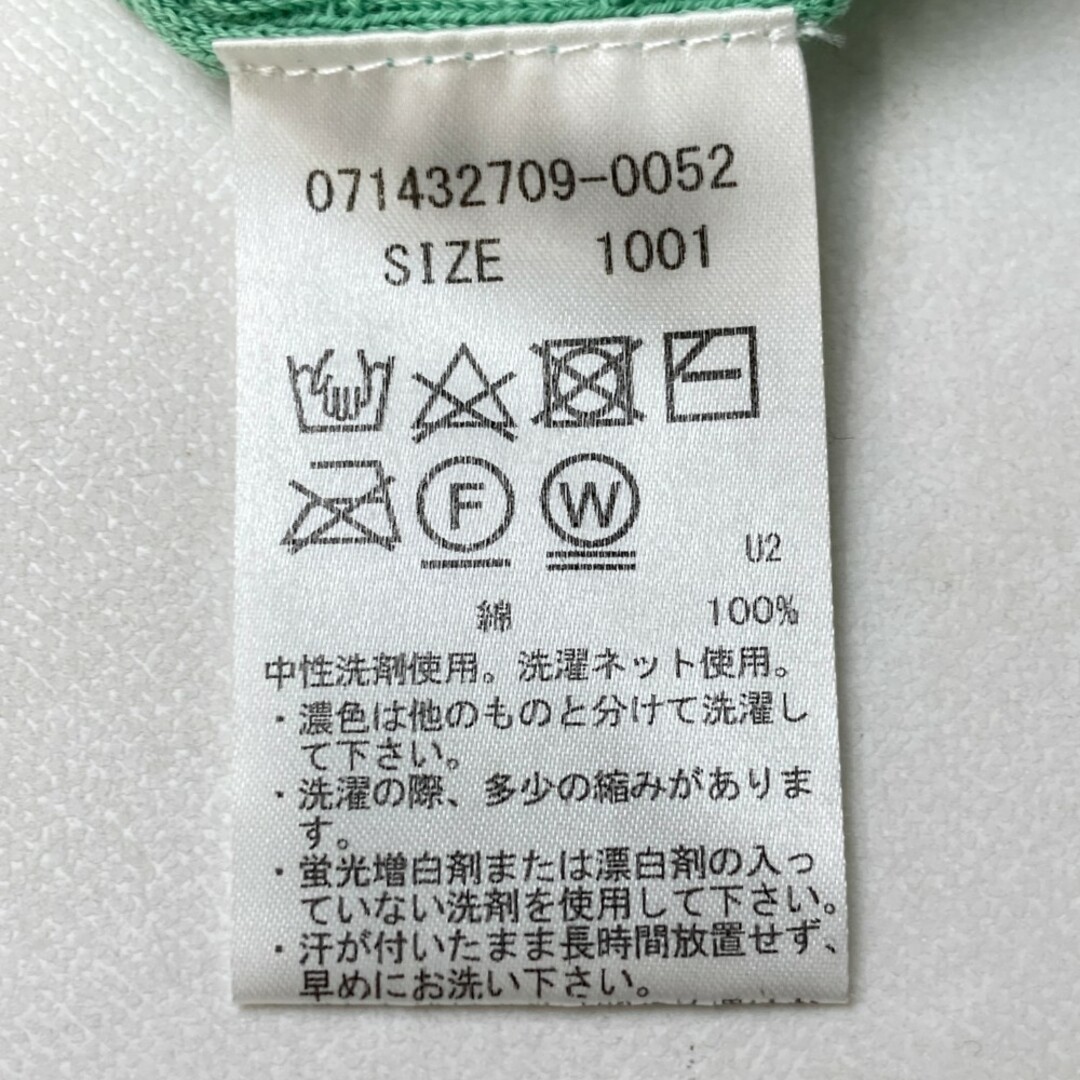 071432709-0052
SIZE 1001
F W
U2
綿 100%
中性洗剤使用。洗濯ネット使用。
・濃色は他のものと分けて洗濯し
て下さい。
・洗濯の際、多少の縮みがありま
す。
・蛍光増白剤または漂白剤の入っ
ていない洗剤を使用して下さい。
・汗が付いたまま長時間放置せず、
早めにお洗い下さい。